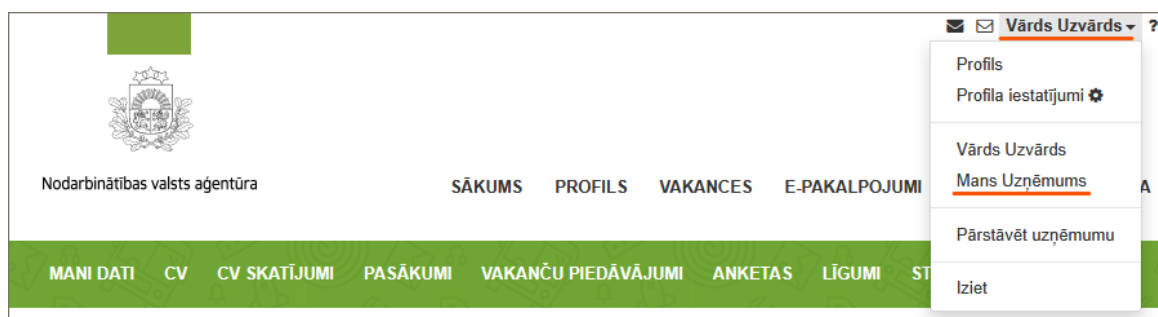 Vārds Uzvārds ?
Profils
Profila iestatījumi
Vārds Uzvārds
Mans Uzņēmums
Pārstāvēt uzņēmumu
Iziet
Nodarbinātības valsts aģentūra
SĀKUMS PROFILS VAKANCES E-PAKALPOJUMI A
MANI DATI CV CV SKATĪJUMI PASĀKUMI VAKANČU PIEDĀVĀJUMI ANKETAS LĪGUMI ST